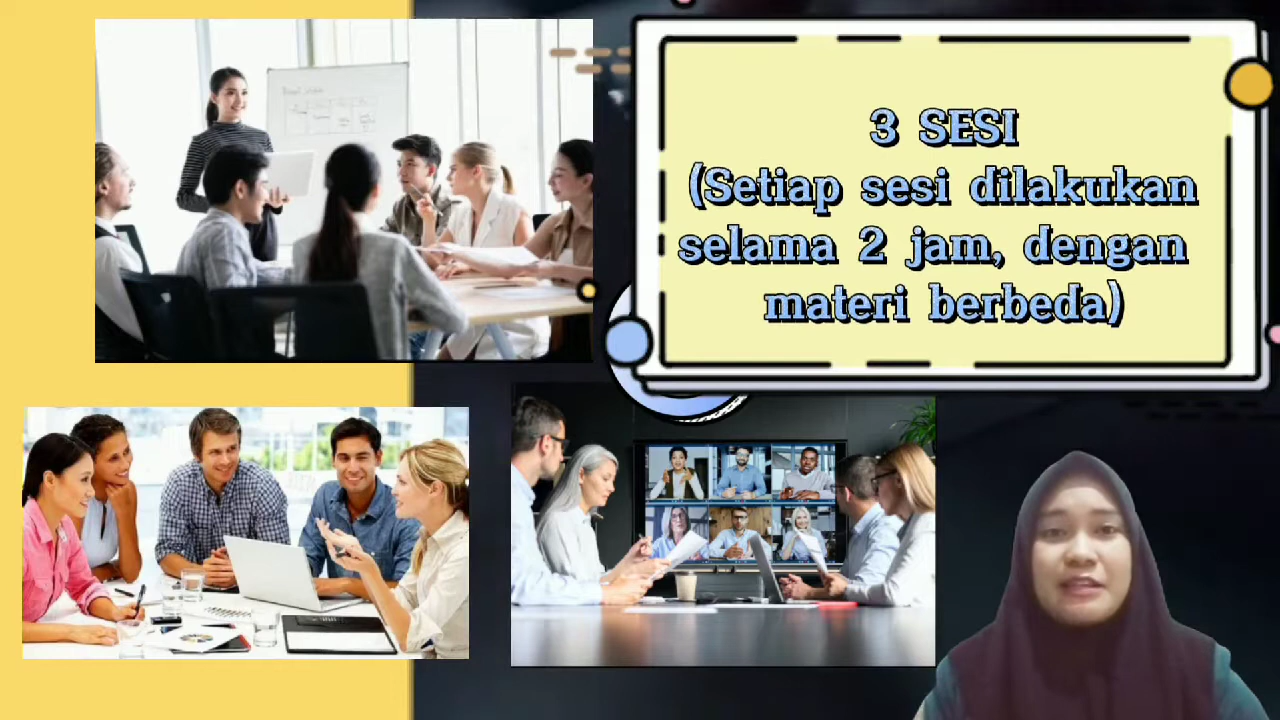 3 SESI
(Setiap sesi dilakukan
selama 2 jam, dengan
materi berbeda)